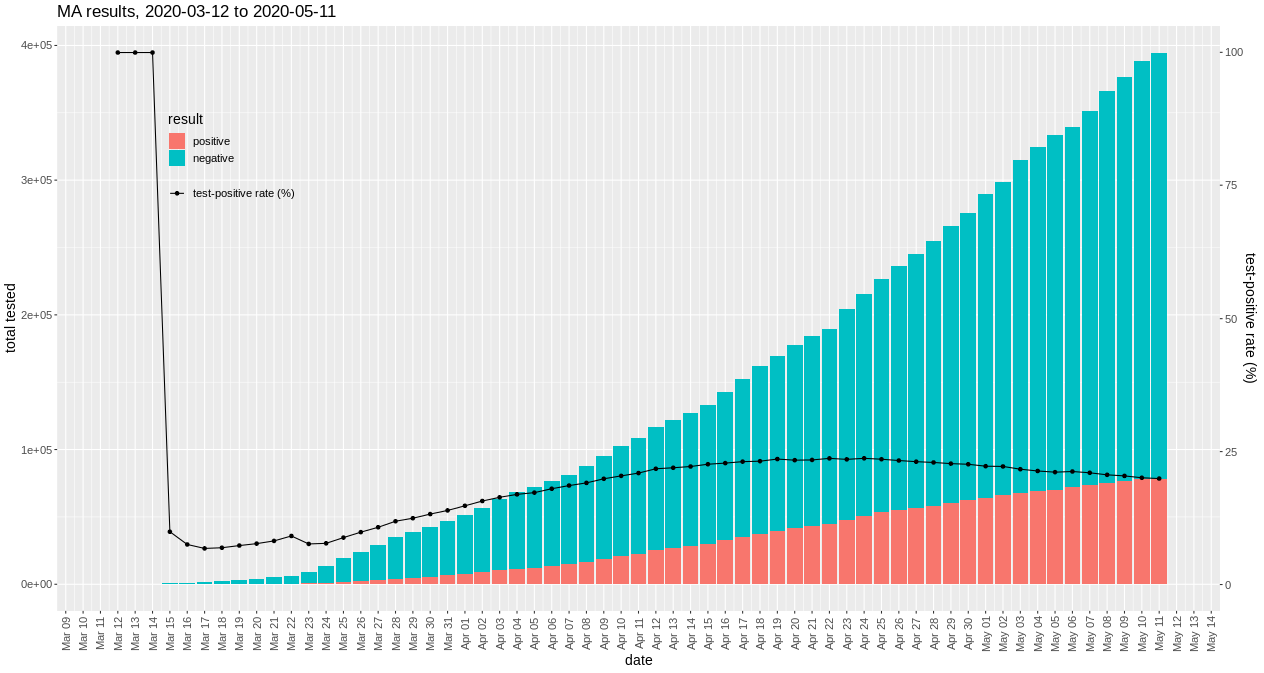 MA results, 2020-03-12 to 2020-05-11
total tested
4e+05
3e+05
2e+05
1e+05
0e+00
result
positive
negative
test-positive rate (%)
100
75
50
25
0
test-positive rate (%)
Mar 09
Mar 10
Mar 11
Mar 12
Mar 13
Mar 14
Mar 15
Mar 16
Mar 17
Mar 18
Mar 19
Mar 20
Mar 21
Mar 22
Mar 23
Mar 24
Mar 25
Mar 26
Mar 27
Mar 28
Mar 29
Mar 30
Mar 31
Apr 01
Apr 02
Apr 03
Apr 04
Apr 05
Apr 06
Apr 07
Apr 08
Apr 09
Apr 10
Apr 11
Apr 12
Apr 13
Apr 14
Apr 15
Apr 16
Apr 17
Apr 18
Apr 19
Apr 20
Apr 21
Apr 22
Apr 23
Apr 24
Apr 25
Apr 26
Apr 27
Apr 28
Apr 29
Apr 30
May 01
May 02
May 03
May 04
May 05
May 06
May 07
May 08
May 09
May 10
May 11
May 12
May 13
May 14
date